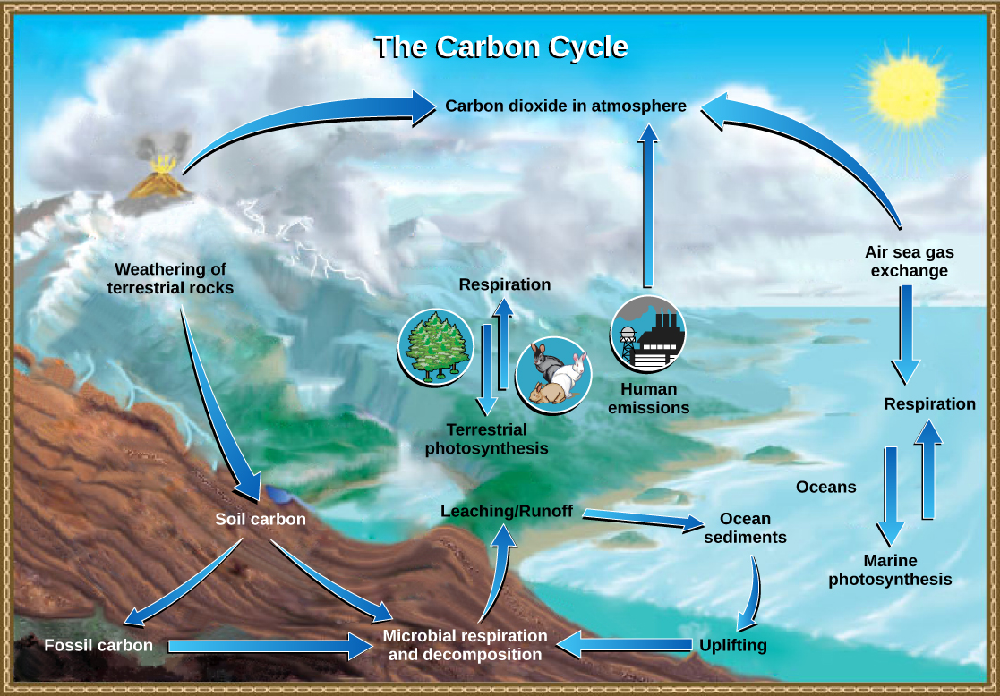 The Carbon Cycle
Carbon dioxide in atmosphere
Air sea gas
exchange
Weathering of
terrestrial rocks
Respiration
Human
emissions
Respiration
Terrestrial
photosynthesis
Oceans
Leaching/Runoff
Soil carbon
Ocean
sediments
Marine
photosynthesis
Fossil carbon
Microbial respiration
and decomposition
Uplifting